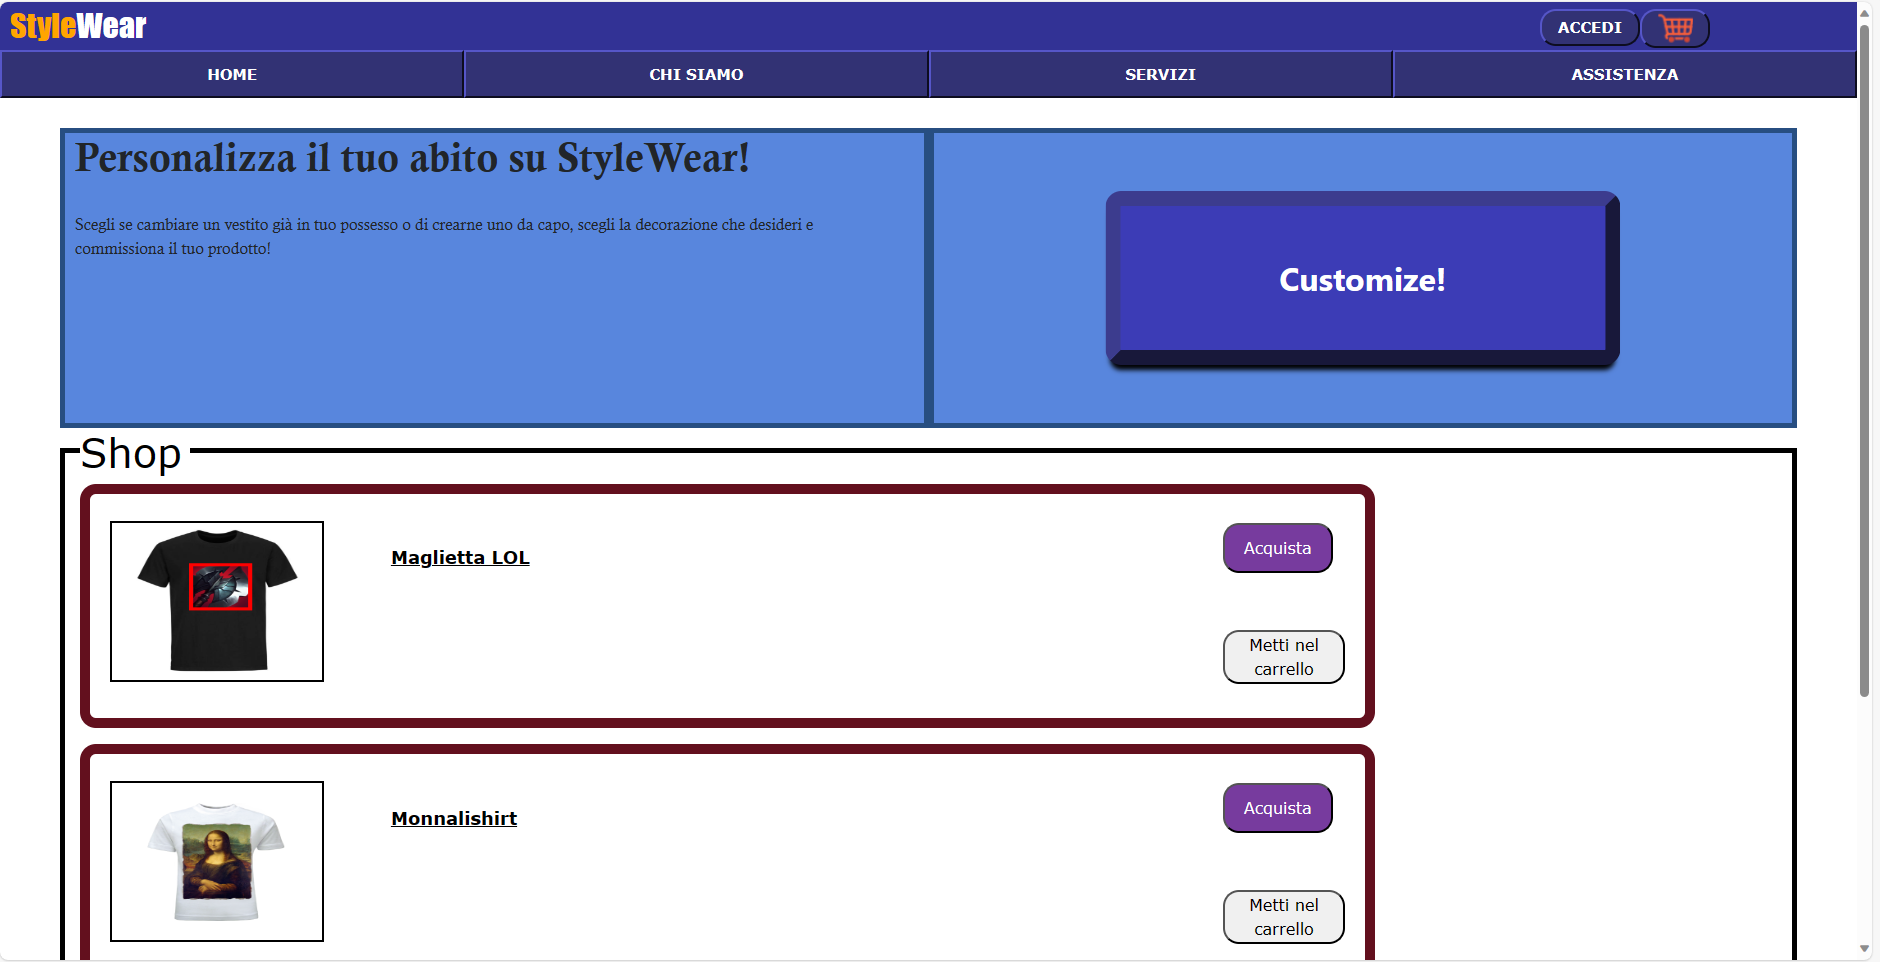 StyleWear
ACCEDI
HOME
CHI SIAMO
SERVIZI
ASSISTENZA
Personalizza il tuo abito su StyleWear!
Scegli se cambiare un vestito già in tuo possesso o di crearne uno da capo, scegli la decorazione che desideri e
commissiona il tuo prodotto!
Customize!
Shop
Maglietta LOL
Acquista
Metti nel
carrello
Monnalishirt
Acquista
Metti nel
carrello